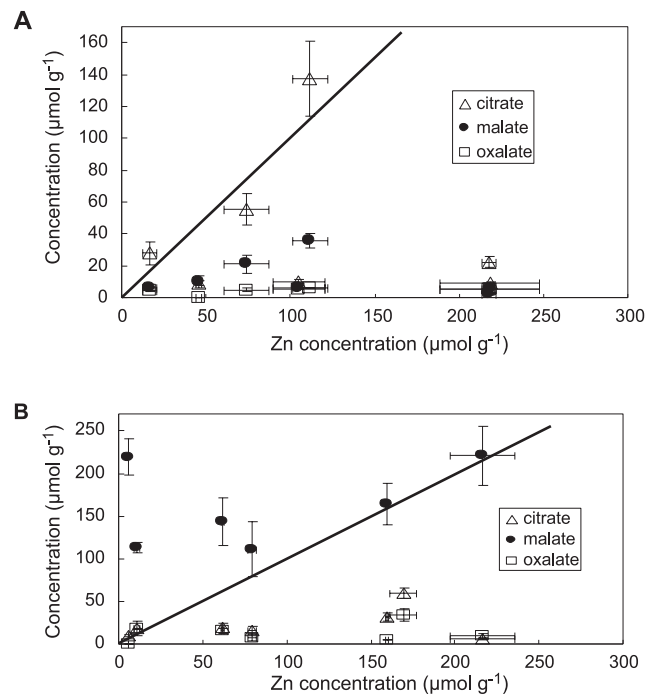 A
160
140
120
100
80
60
40
20
0
0 50 100 150 200 250 300
Concentration (µmol g⁻¹)
Zn concentration (µmol g⁻¹)
citrate
malate
oxalate
B
250
200
150
100
50
0
0 50 100 150 200 250 300
Concentration (µmol g⁻¹)
Zn concentration (µmol g⁻¹)
citrate
malate
oxalate